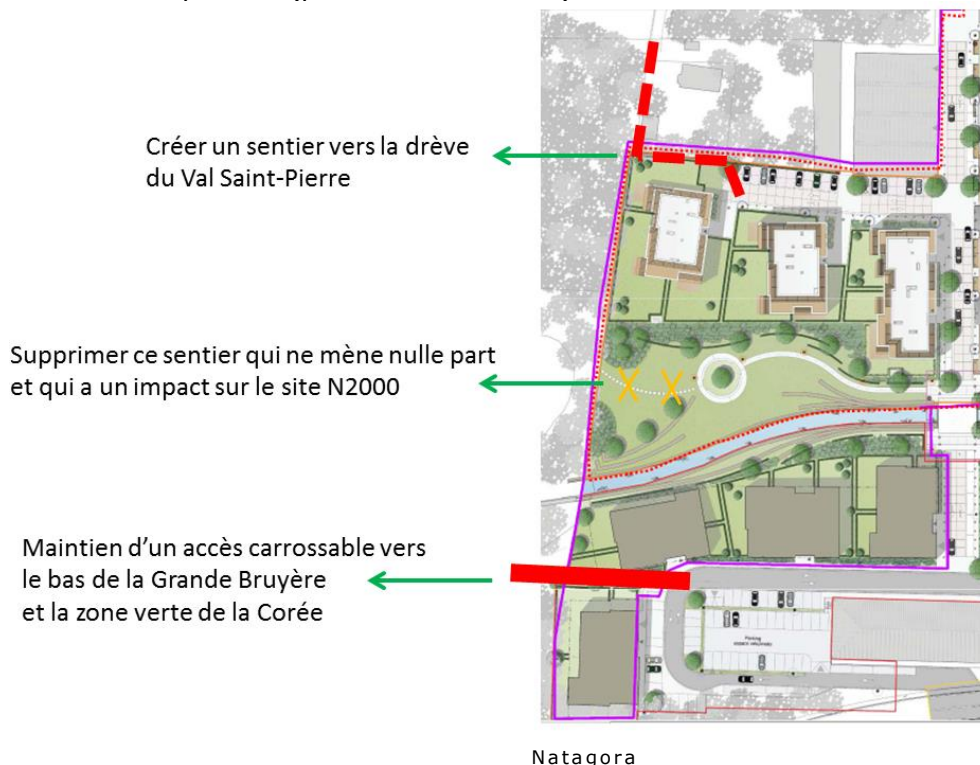 Créer un sentier vers la drève
du Val Saint-Pierre
Supprimer ce sentier qui ne mène nulle part
et qui a un impact sur le site N2000
Maintien d'un accès carrossable vers
le bas de la Grande Bruyère
et la zone verte de la Corée
Parking
Natagora